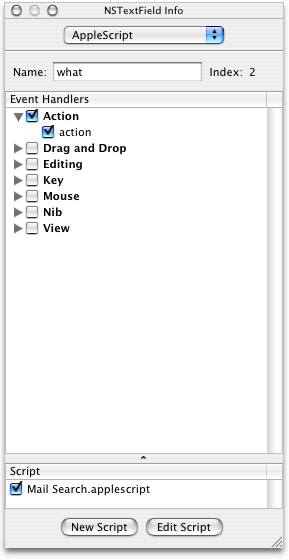 NSTextField Info
AppleScript
Name: what Index: 2
Event Handlers
Action
action
Drag and Drop
Editing
Key
Mouse
Nib
View
Script
Mail Search.applescript
New Script Edit Script